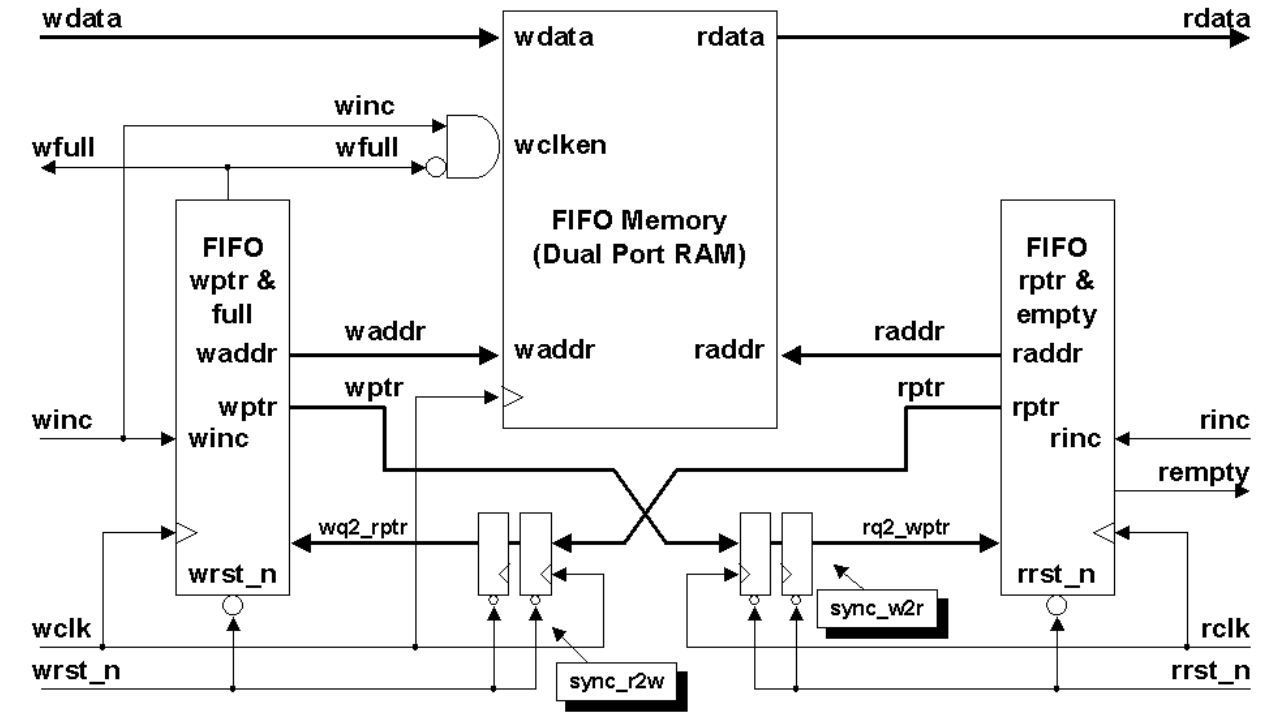 wdata
rdata
wdata
rdata
winc
wclken
wfull
wfull
FIFO Memory
(Dual Port RAM)
FIFO
wptr &
full
FIFO
rptr &
empty
waddr
waddr
waddr
raddr
raddr
raddr
wptr
wptr
rptr
rptr
winc
winc
rinc
rinc
rempty
wq2_rptr
rq2_wptr
wrst_n
rrst_n
sync_w2r
wclk
rclk
wrst_n
sync_r2w
rrst_n